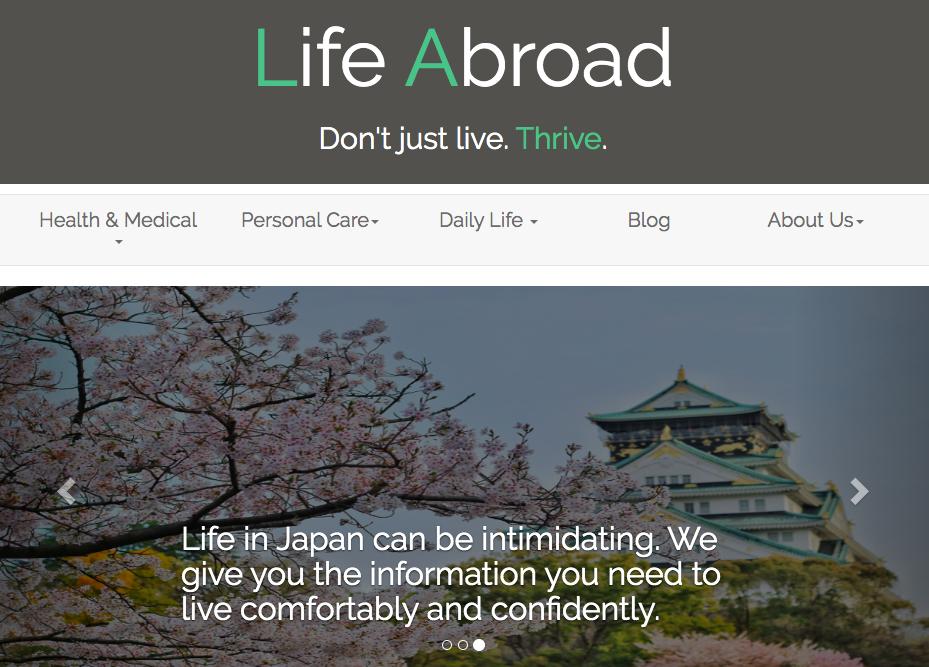 Life Abroad
Don't just live. Thrive.
Health & Medical
Personal Care
Daily Life
Blog
About Us
Life in Japan can be intimidating. We
give you the information you need to
live comfortably and confidently.